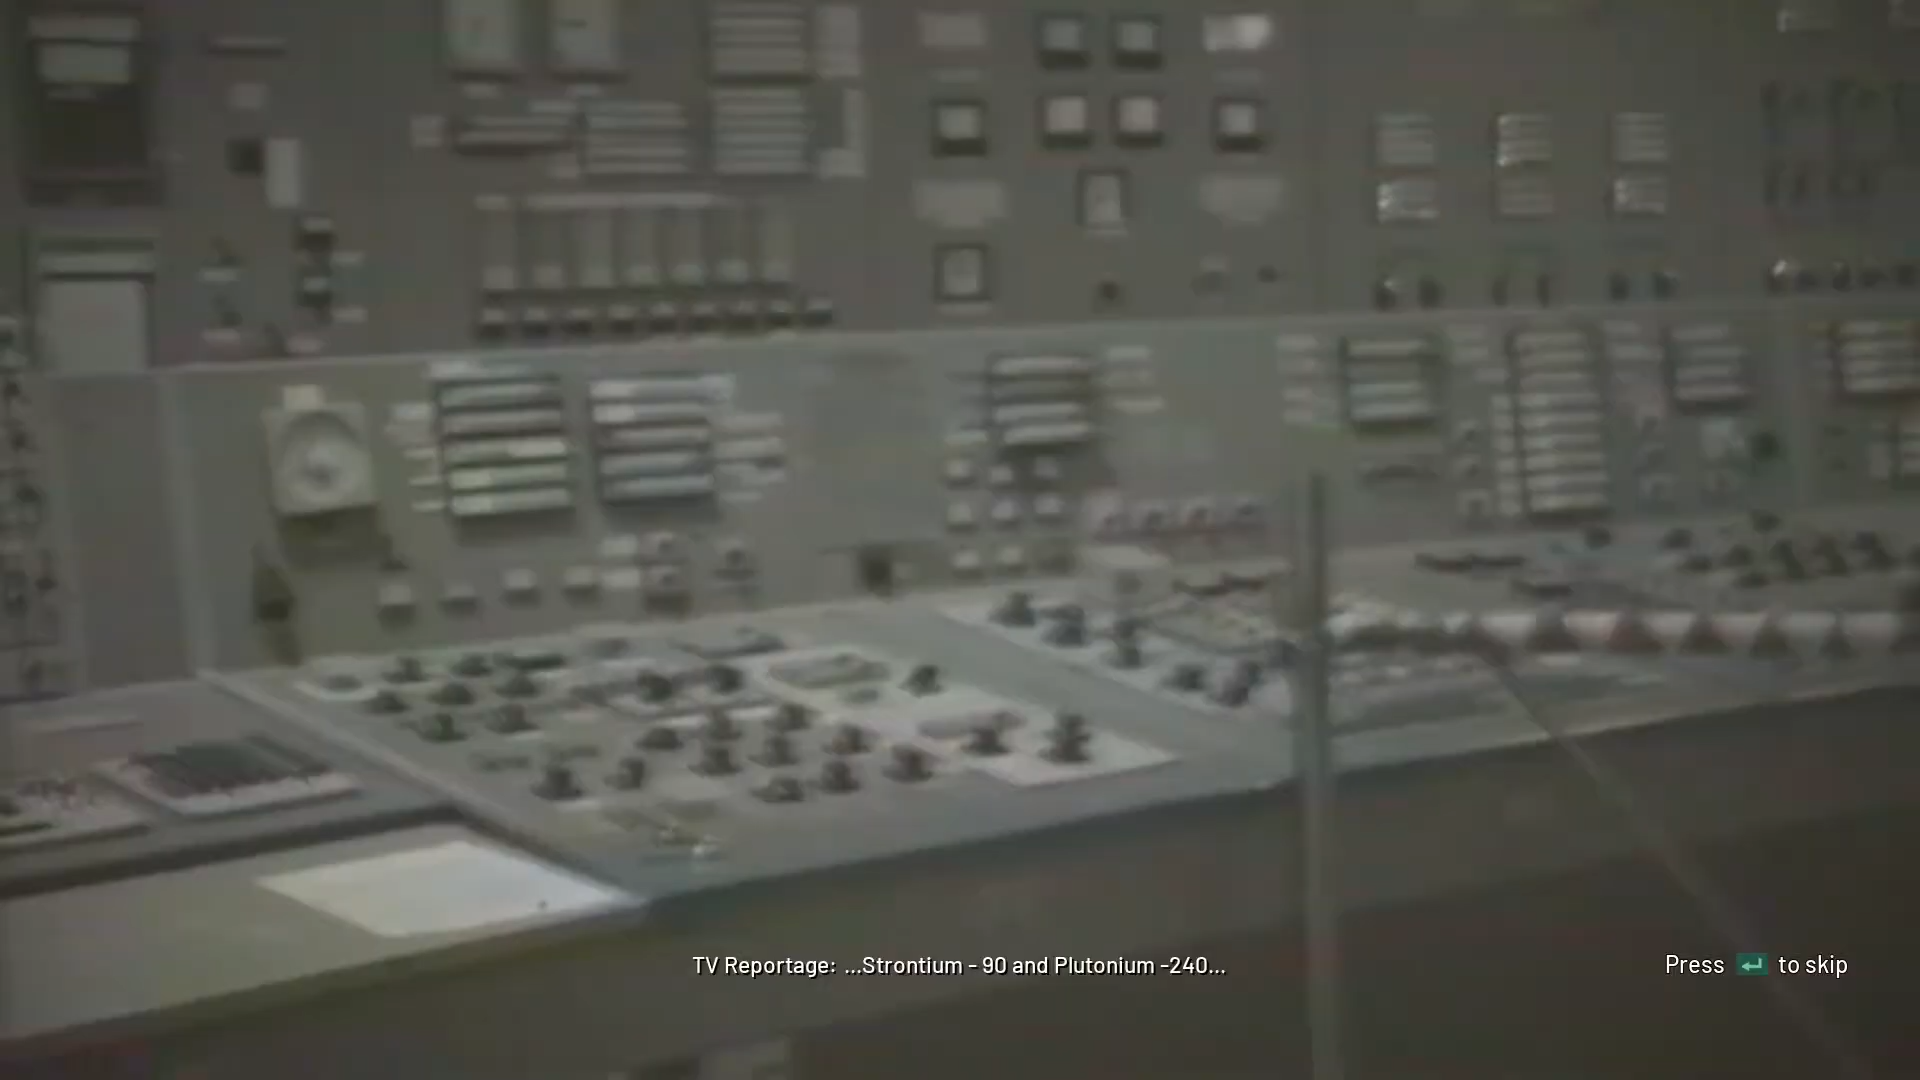 TV Reportage: ...Strontium - 90 and Plutonium -240...
Press ↵ to skip